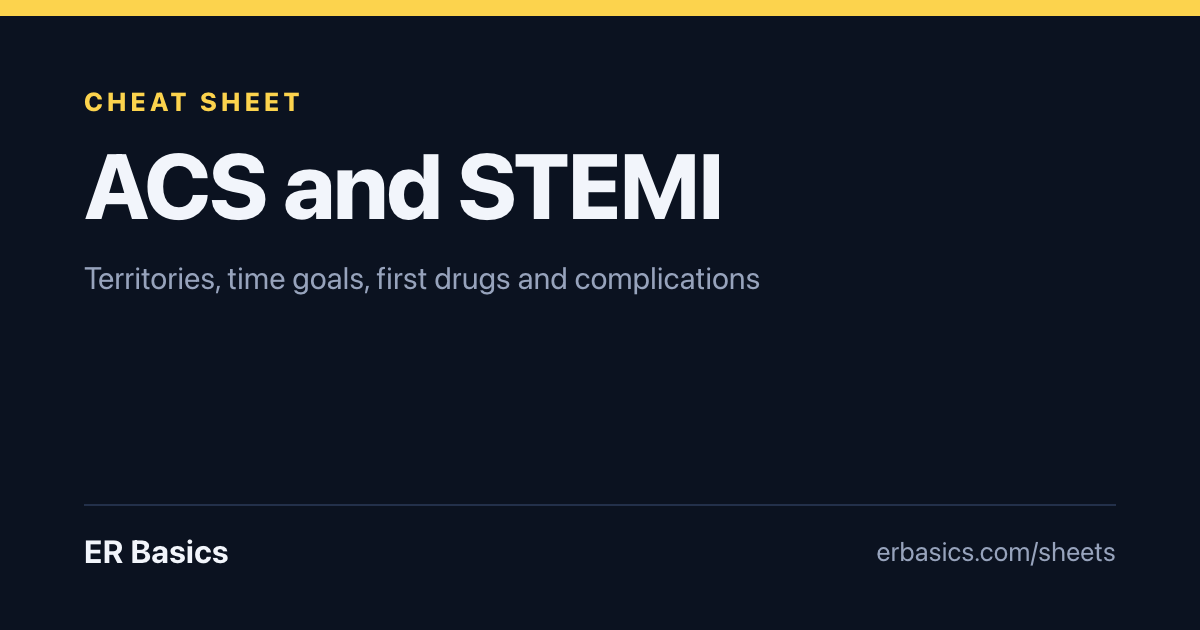 CHEAT SHEET
ACS and STEMI
Territories, time goals, first drugs and complications
ER Basics
erbasics.com/sheets